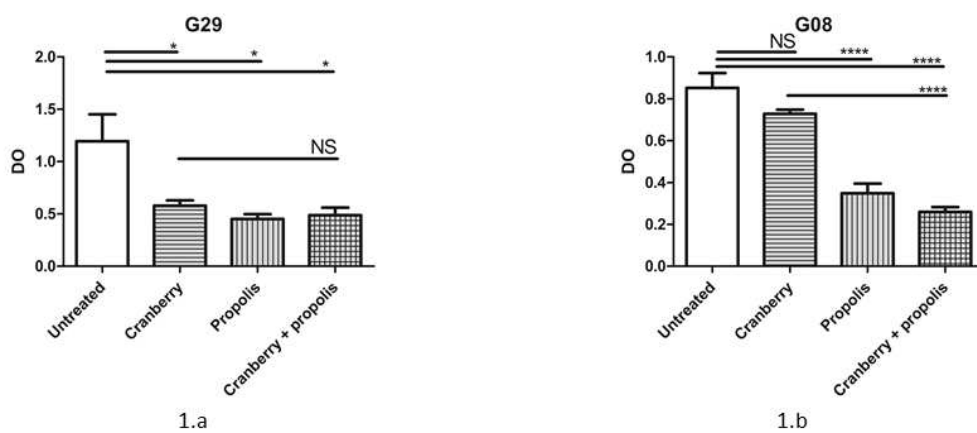 G29
*
*
*
NS
2.0
1.5
1.0
0.5
0.0
DO
Untreated
Cranberry
Propolis
Cranberry + propolis
1.a
G08
NS
****
****
****
1.0
0.8
0.6
0.4
0.2
0.0
DO
Untreated
Cranberry
Propolis
Cranberry + propolis
1.b